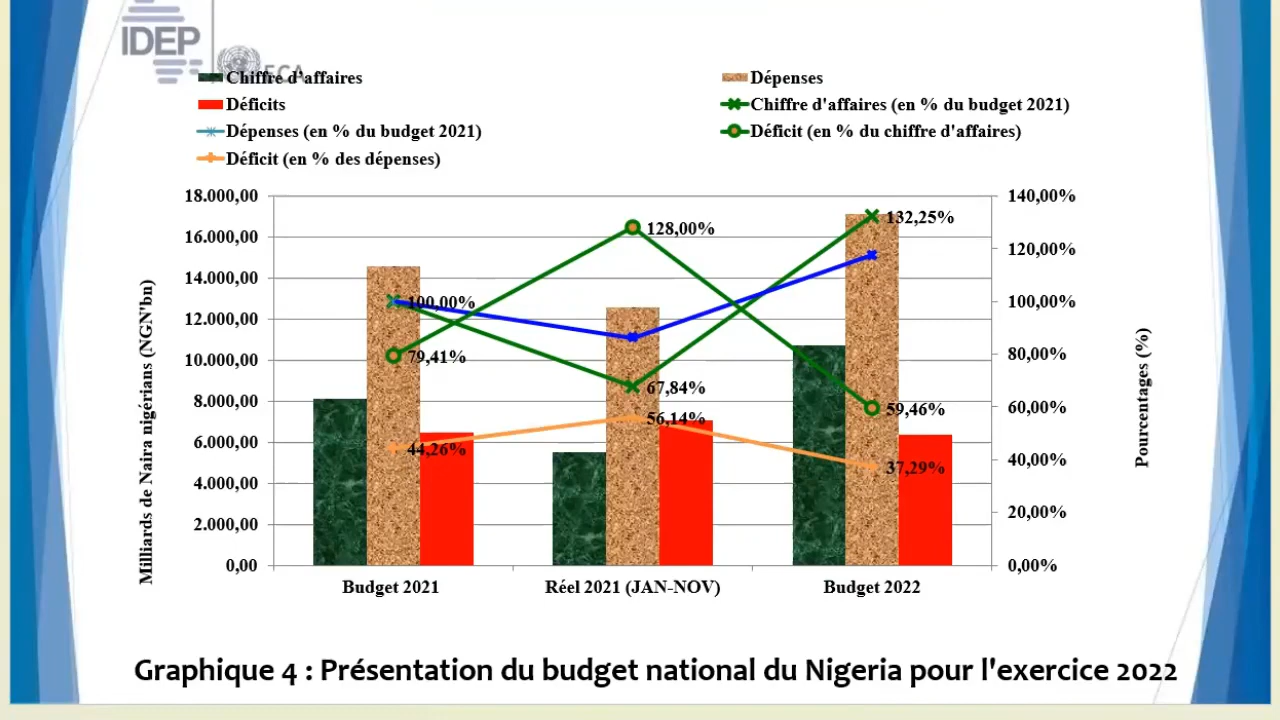 IDEP
ECA
Chiffre d'affaires
Dépenses
Déficits
Chiffre d'affaires (en % du budget 2021)
Dépenses (en % du budget 2021)
Déficit (en % du chiffre d'affaires)
Déficit (en % des dépenses)
18.000,00
140,00%
132,25%
16.000,00
128,00%
120,00%
14.000,00
100,00%
100,00%
12.000,00
79,41%
10.000,00
80,00%
67,84%
8.000,00
59,46%
60,00%
56,14%
6.000,00
44,26%
40,00%
37,29%
4.000,00
20,00%
2.000,00
0,00
0,00%
Milliards de Naira nigérians (NGN'bn)
Pourcentages (%)
Budget 2021
Réel 2021 (JAN-NOV)
Budget 2022
Graphique 4 : Présentation du budget national du Nigeria pour l'exercice 2022